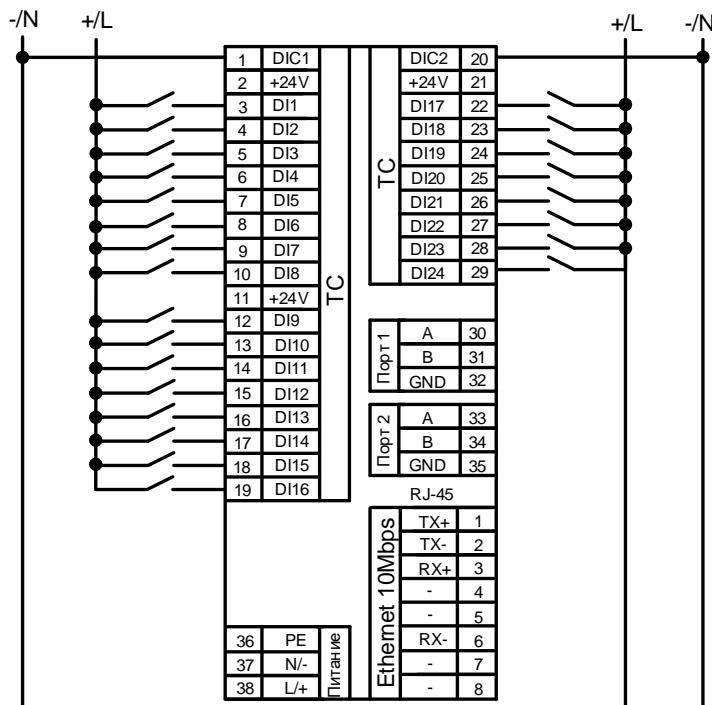 -/N +/L +/L -/N
1 DIC1 DIC2 20
2 +24V +24V 21
3 DI1 DI17 22
4 DI2 DI18 23
5 DI3 DI19 24
6 DI4 DI20 25
7 DI5 DI21 26
8 DI6 DI22 27
9 DI7 DI23 28
10 DI8 DI24 29
11 +24V
12 DI9
13 DI10
14 DI11
15 DI12
16 DI13
17 DI14
18 DI15
19 DI16
ТС
ТС
Порт 1
A 30
B 31
GND 32
Порт 2
A 33
B 34
GND 35
RJ-45
Ethernet 10Mbps
TX+ 1
TX- 2
RX+ 3
- 4
- 5
RX- 6
- 7
- 8
36 PE
37 N/-
38 L/+
Питание